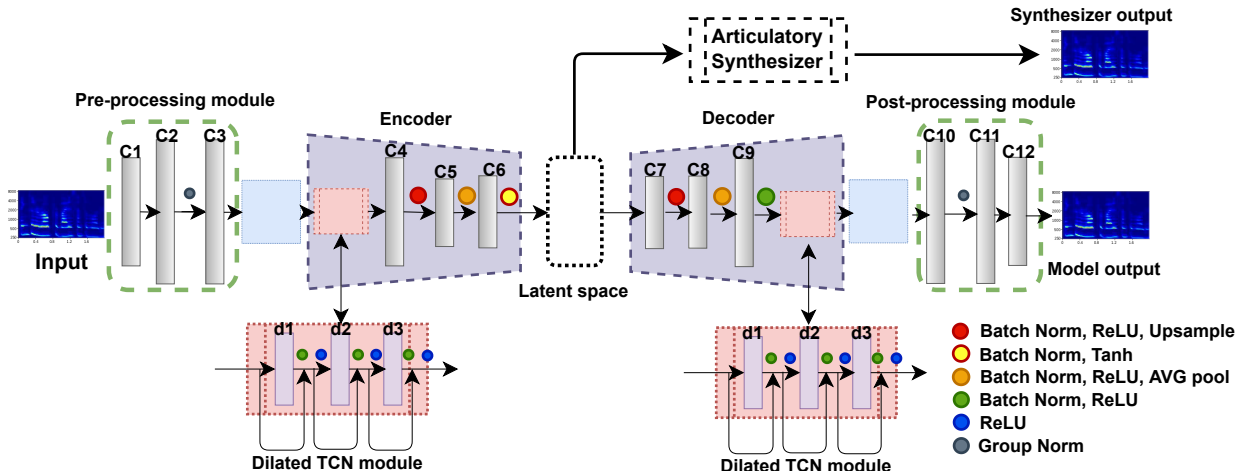 Synthesizer output
Articulatory
Synthesizer
Pre-processing module
Encoder
Decoder
Post-processing module
C1
C2
C3
C4
C5
C6
C7
C8
C9
C10
C11
C12
Input
Latent space
Model output
d1
d2
d3
d1
d2
d3
Dilated TCN module
Dilated TCN module
Batch Norm, ReLU, Upsample
Batch Norm, Tanh
Batch Norm, ReLU, AVG pool
Batch Norm, ReLU
ReLU
Group Norm